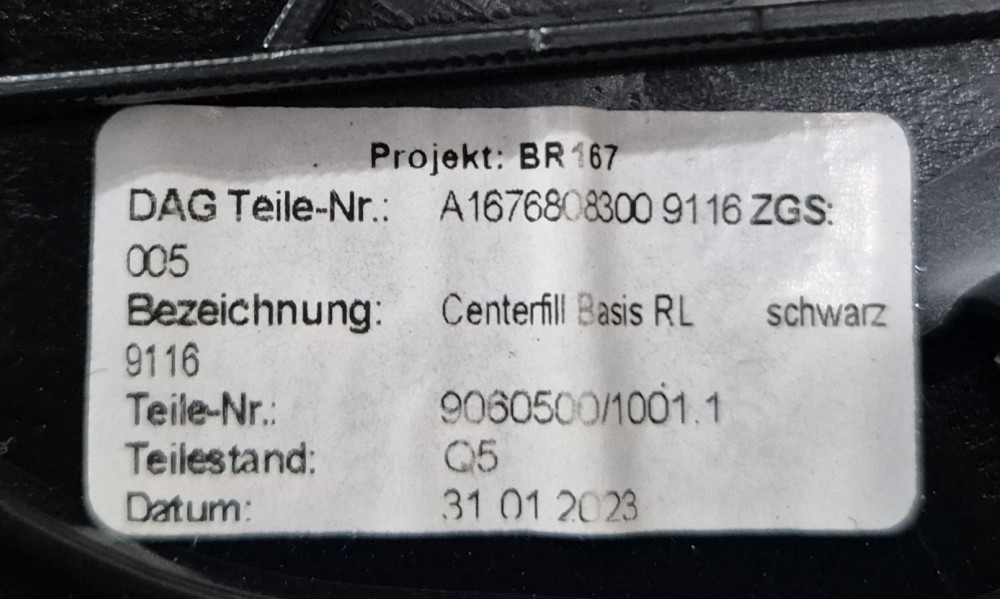 Projekt: BR167
DAG Teile-Nr.: A1676808300 9116 ZGS:
005
Bezeichnung: Centerfill Basis RL schwarz
9116
Teile-Nr.: 9060500/1001.1
Teilestand: Q5
Datum: 31 01 2023